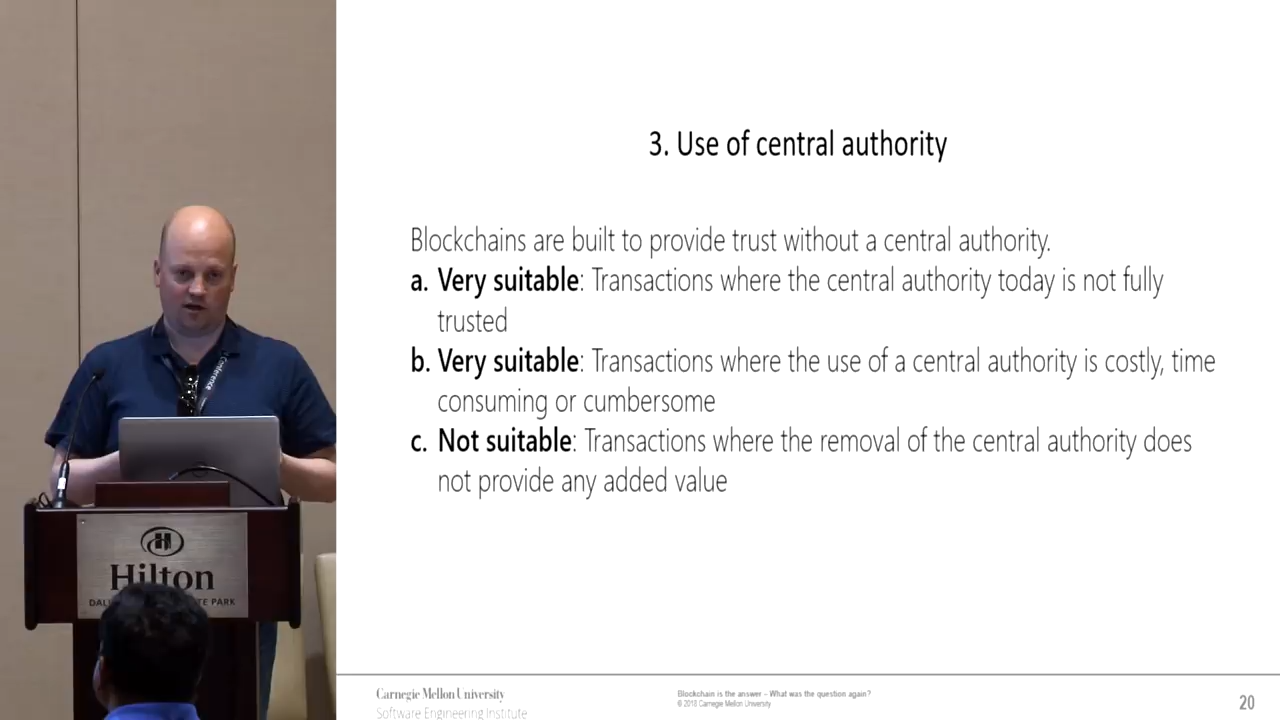 3. Use of central authority
Blockchains are built to provide trust without a central authority.
a. Very suitable: Transactions where the central authority today is not fully
trusted
b. Very suitable: Transactions where the use of a central authority is costly, time
consuming or cumbersome
c. Not suitable: Transactions where the removal of the central authority does
not provide any added value
Conference
H
Hilton
PARK
Carnegie Mellon University
Software Engineering Institute
Blockchain is the answer – What was the question again?
© 2018 Carnegie Mellon University
20